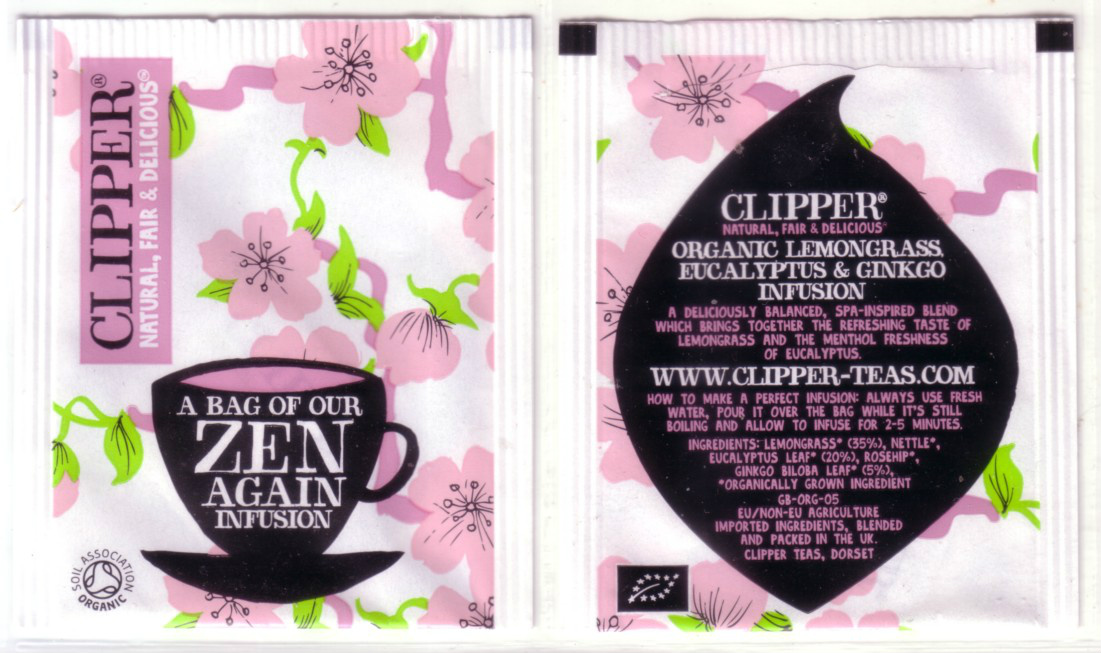 CLIPPER®
NATURAL, FAIR & DELICIOUS®
A BAG OF OUR
ZEN
AGAIN
INFUSION
SOIL ASSOCIATION
ORGANIC
CLIPPER®
NATURAL, FAIR & DELICIOUS®
ORGANIC LEMONGRASS,
EUCALYPTUS & GINKGO
INFUSION
A DELICIOUSLY BALANCED, SPA-INSPIRED BLEND
WHICH BRINGS TOGETHER THE REFRESHING TASTE OF
LEMONGRASS AND THE MENTHOL FRESHNESS
OF EUCALYPTUS.
WWW.CLIPPER-TEAS.COM
HOW TO MAKE A PERFECT INFUSION: ALWAYS USE FRESH
WATER, POUR IT OVER THE BAG WHILE IT'S STILL
BOILING AND ALLOW TO INFUSE FOR 2-5 MINUTES.
INGREDIENTS: LEMONGRASS* (35%), NETTLE*,
EUCALYPTUS LEAF* (20%), ROSEHIP*,
GINKGO BILOBA LEAF* (5%),
*ORGANICALLY GROWN INGREDIENT
GB-ORG-05
EU/NON-EU AGRICULTURE
IMPORTED INGREDIENTS, BLENDED
AND PACKED IN THE UK.
CLIPPER TEAS, DORSET